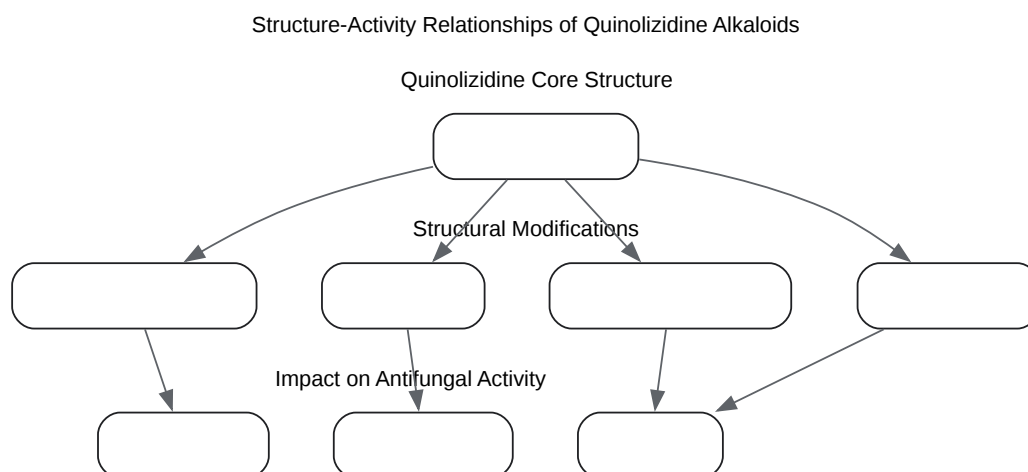 Structure-Activity Relationships of Quinolizidine Alkaloids
Quinolizidine Core Structure
Structural Modifications
Impact on Antifungal Activity